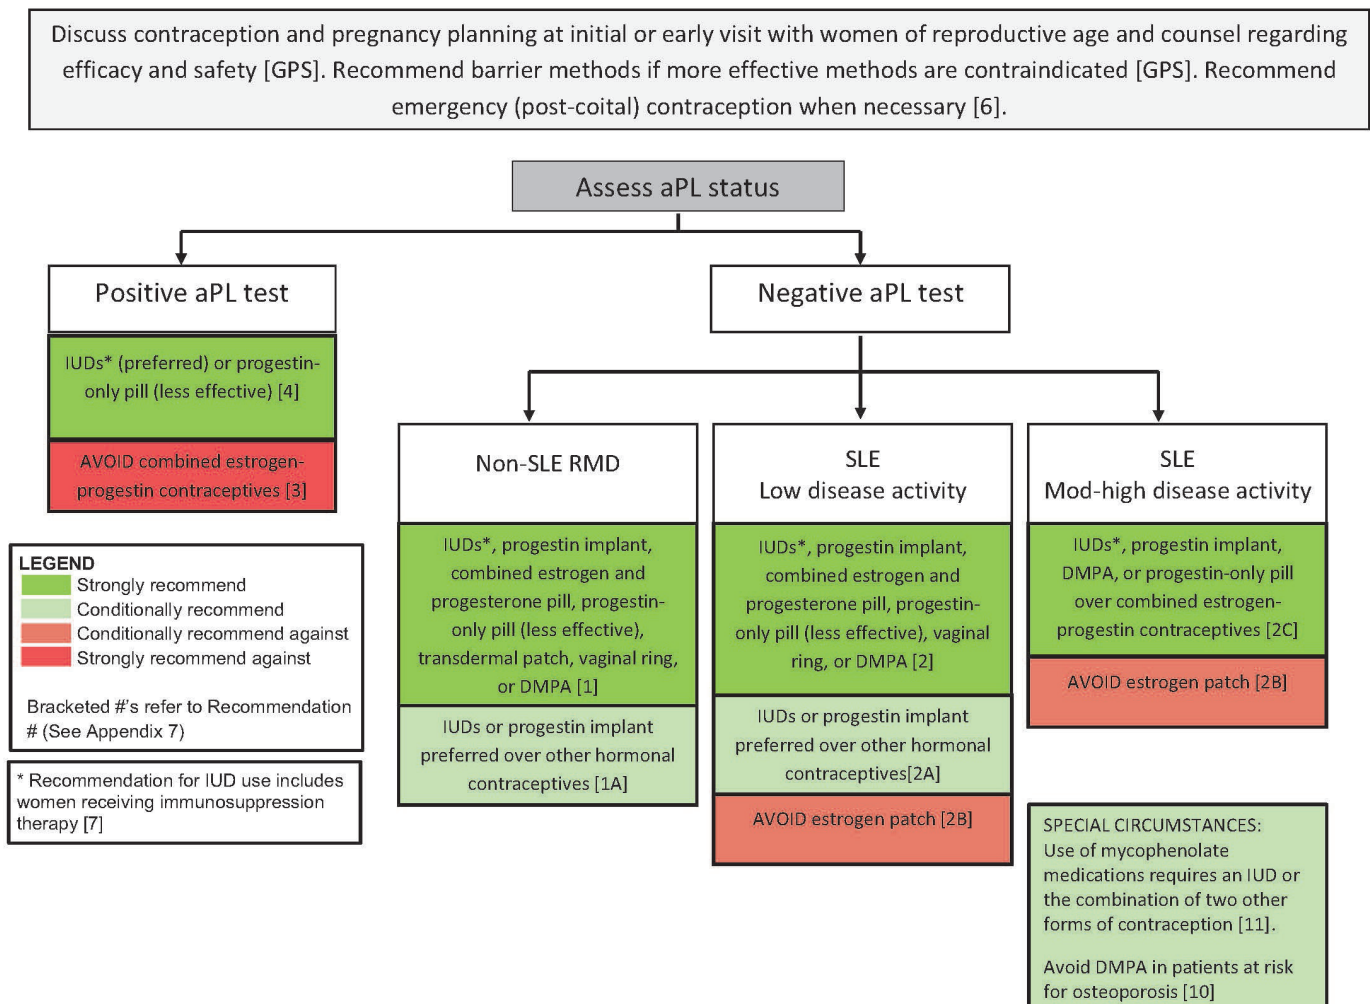 Discuss contraception and pregnancy planning at initial or early visit with women of reproductive age and counsel regarding
efficacy and safety [GPS]. Recommend barrier methods if more effective methods are contraindicated [GPS]. Recommend
emergency (post-coital) contraception when necessary [6].
Assess aPL status
Positive aPL test
IUDs* (preferred) or progestin-
only pill (less effective) [4]
AVOID combined estrogen-
progestin contraceptives [3]
Negative aPL test
Non-SLE RMD
IUDs*, progestin implant,
combined estrogen and
progesterone pill, progestin-
only pill (less effective),
transdermal patch, vaginal ring,
or DMPA [1]
IUDs or progestin implant
preferred over other hormonal
contraceptives [1A]
SLE
Low disease activity
IUDs*, progestin implant,
combined estrogen and
progesterone pill, progestin-
only pill (less effective), vaginal
ring, or DMPA [2]
IUDs or progestin implant
preferred over other hormonal
contraceptives[2A]
AVOID estrogen patch [2B]
SLE
Mod-high disease activity
IUDs*, progestin implant,
DMPA, or progestin-only pill
over combined estrogen-
progestin contraceptives [2C]
AVOID estrogen patch [2B]
LEGEND
Strongly recommend
Conditionally recommend
Conditionally recommend against
Strongly recommend against
Bracketed #'s refer to Recommendation
# (See Appendix 7)
* Recommendation for IUD use includes
women receiving immunosuppression
therapy [7]
SPECIAL CIRCUMSTANCES:
Use of mycophenolate
medications requires an IUD or
the combination of two other
forms of contraception [11].
Avoid DMPA in patients at risk
for osteoporosis [10]